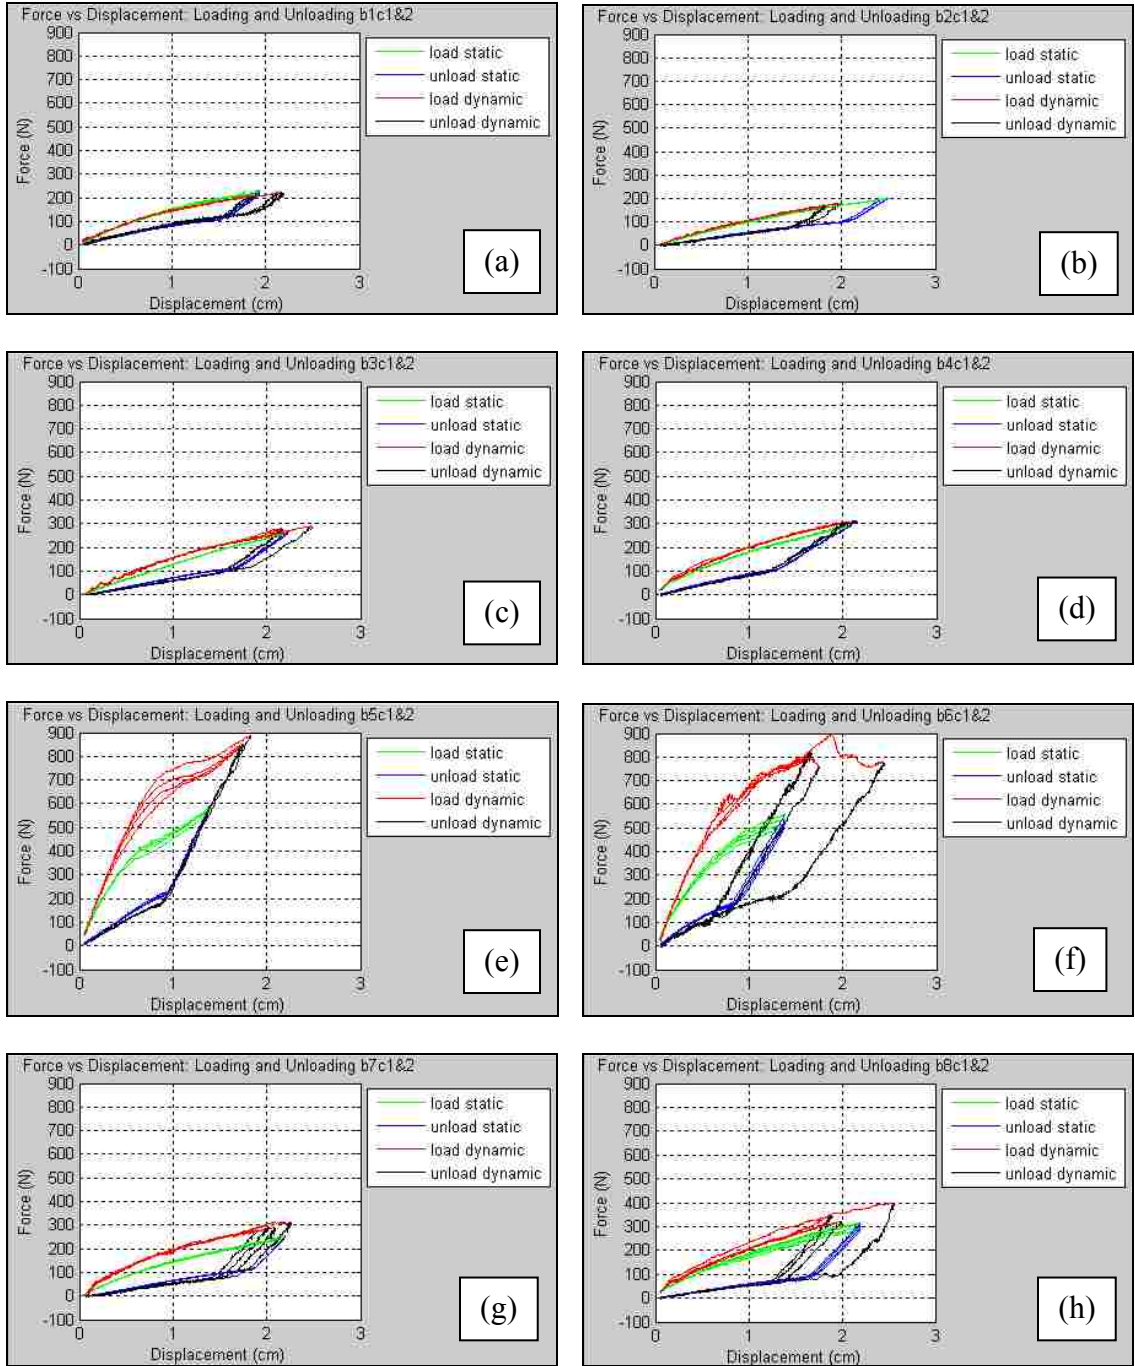 Force vs Displacement: Loading and Unloading b1c1&2
900
800
700
600
500
400
300
200
100
0
-100
Force (N)
0 1 2 3
Displacement (cm)
load static
unload static
load dynamic
unload dynamic
(a)
Force vs Displacement: Loading and Unloading b2c1&2
900
800
700
600
500
400
300
200
100
0
-100
Force (N)
0 1 2 3
Displacement (cm)
load static
unload static
load dynamic
unload dynamic
(b)
Force vs Displacement: Loading and Unloading b3c1&2
900
800
700
600
500
400
300
200
100
0
-100
Force (N)
0 1 2 3
Displacement (cm)
load static
unload static
load dynamic
unload dynamic
(c)
Force vs Displacement: Loading and Unloading b4c1&2
900
800
700
600
500
400
300
200
100
0
-100
Force (N)
0 1 2 3
Displacement (cm)
load static
unload static
load dynamic
unload dynamic
(d)
Force vs Displacement: Loading and Unloading b5c1&2
900
800
700
600
500
400
300
200
100
0
-100
Force (N)
0 1 2 3
Displacement (cm)
load static
unload static
load dynamic
unload dynamic
(e)
Force vs Displacement: Loading and Unloading b6c1&2
900
800
700
600
500
400
300
200
100
0
-100
Force (N)
0 1 2 3
Displacement (cm)
load static
unload static
load dynamic
unload dynamic
(f)
Force vs Displacement: Loading and Unloading b7c1&2
900
800
700
600
500
400
300
200
100
0
-100
Force (N)
0 1 2 3
Displacement (cm)
load static
unload static
load dynamic
unload dynamic
(g)
Force vs Displacement: Loading and Unloading b8c1&2
900
800
700
600
500
400
300
200
100
0
-100
Force (N)
0 1 2 3
Displacement (cm)
load static
unload static
load dynamic
unload dynamic
(h)